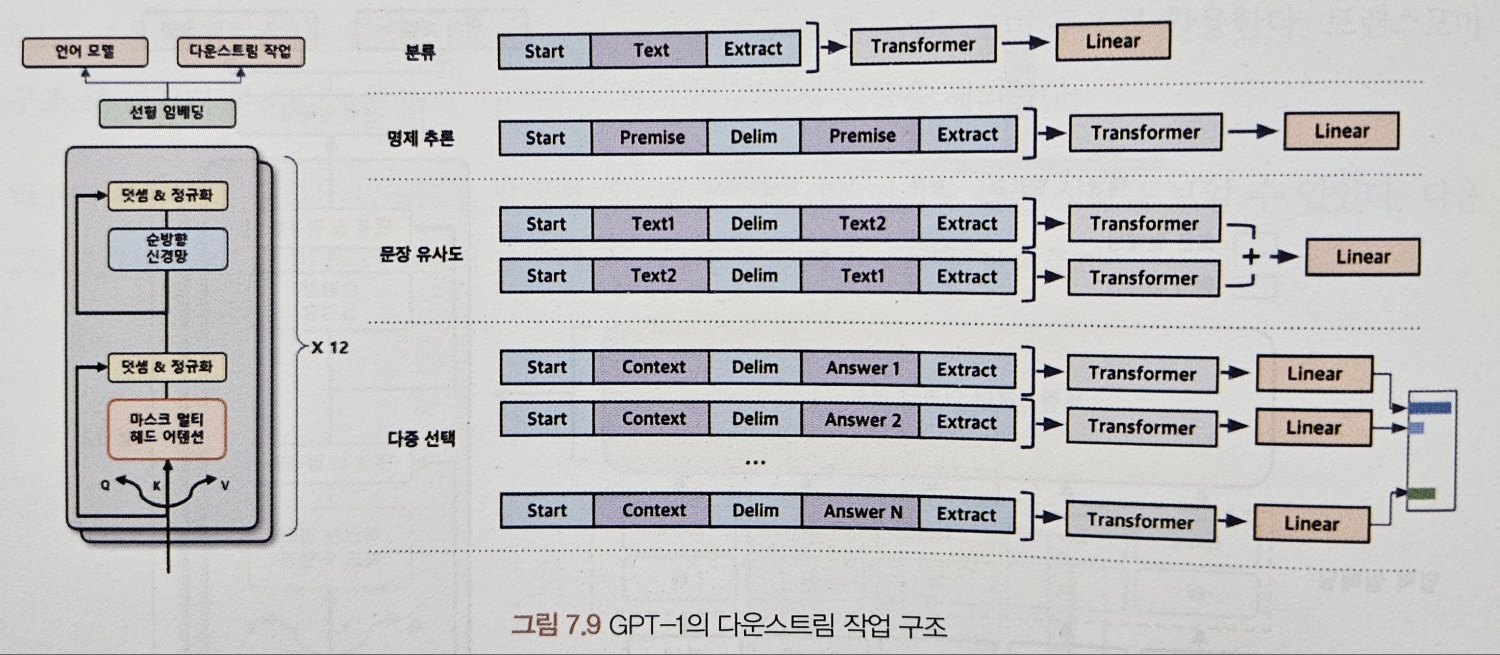 언어 모델
다운스트림 작업
선형 임베딩
덧셈 & 정규화
순방향
신경망
덧셈 & 정규화
마스크 멀티
헤드 어텐션
Q K V
X 12
분류
Start Text Extract Transformer Linear
명제 추론
Start Premise Delim Premise Extract Transformer Linear
문장 유사도
Start Text1 Delim Text2 Extract Transformer
Start Text2 Delim Text1 Extract Transformer
+ Linear
다중 선택
Start Context Delim Answer 1 Extract Transformer Linear
Start Context Delim Answer 2 Extract Transformer Linear
...
Start Context Delim Answer N Extract Transformer Linear
그림 7.9 GPT-1의 다운스트림 작업 구조